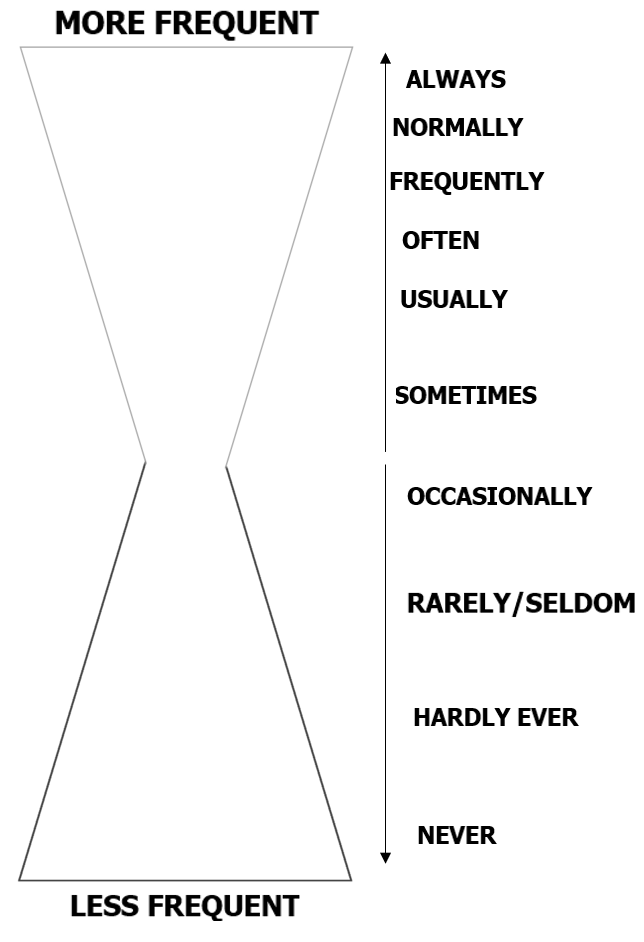 MORE FREQUENT
ALWAYS
NORMALLY
FREQUENTLY
OFTEN
USUALLY
SOMETIMES
OCCASIONALLY
RARELY/SELDOM
HARDLY EVER
NEVER
LESS FREQUENT